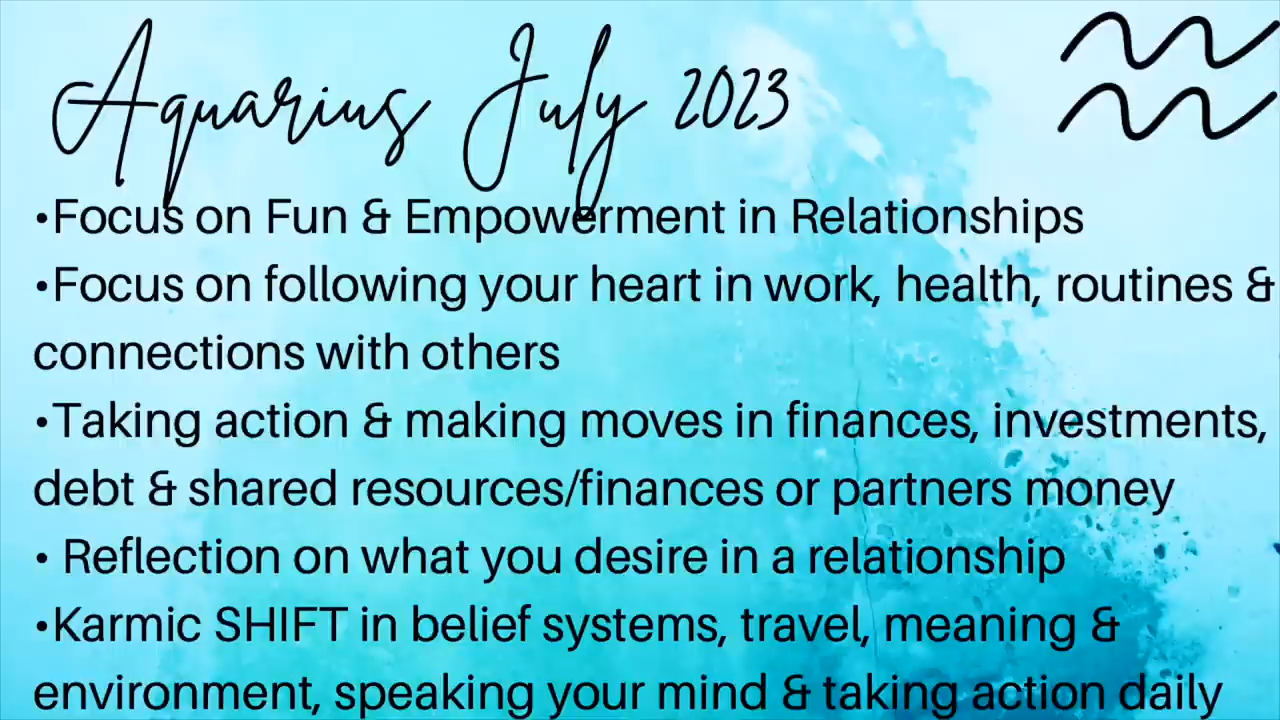 Aquarius July 2023
•Focus on Fun & Empowerment in Relationships
•Focus on following your heart in work, health, routines &
connections with others
•Taking action & making moves in finances, investments,
debt & shared resources/finances or partners money
• Reflection on what you desire in a relationship
•Karmic SHIFT in belief systems, travel, meaning &
environment, speaking your mind & taking action daily